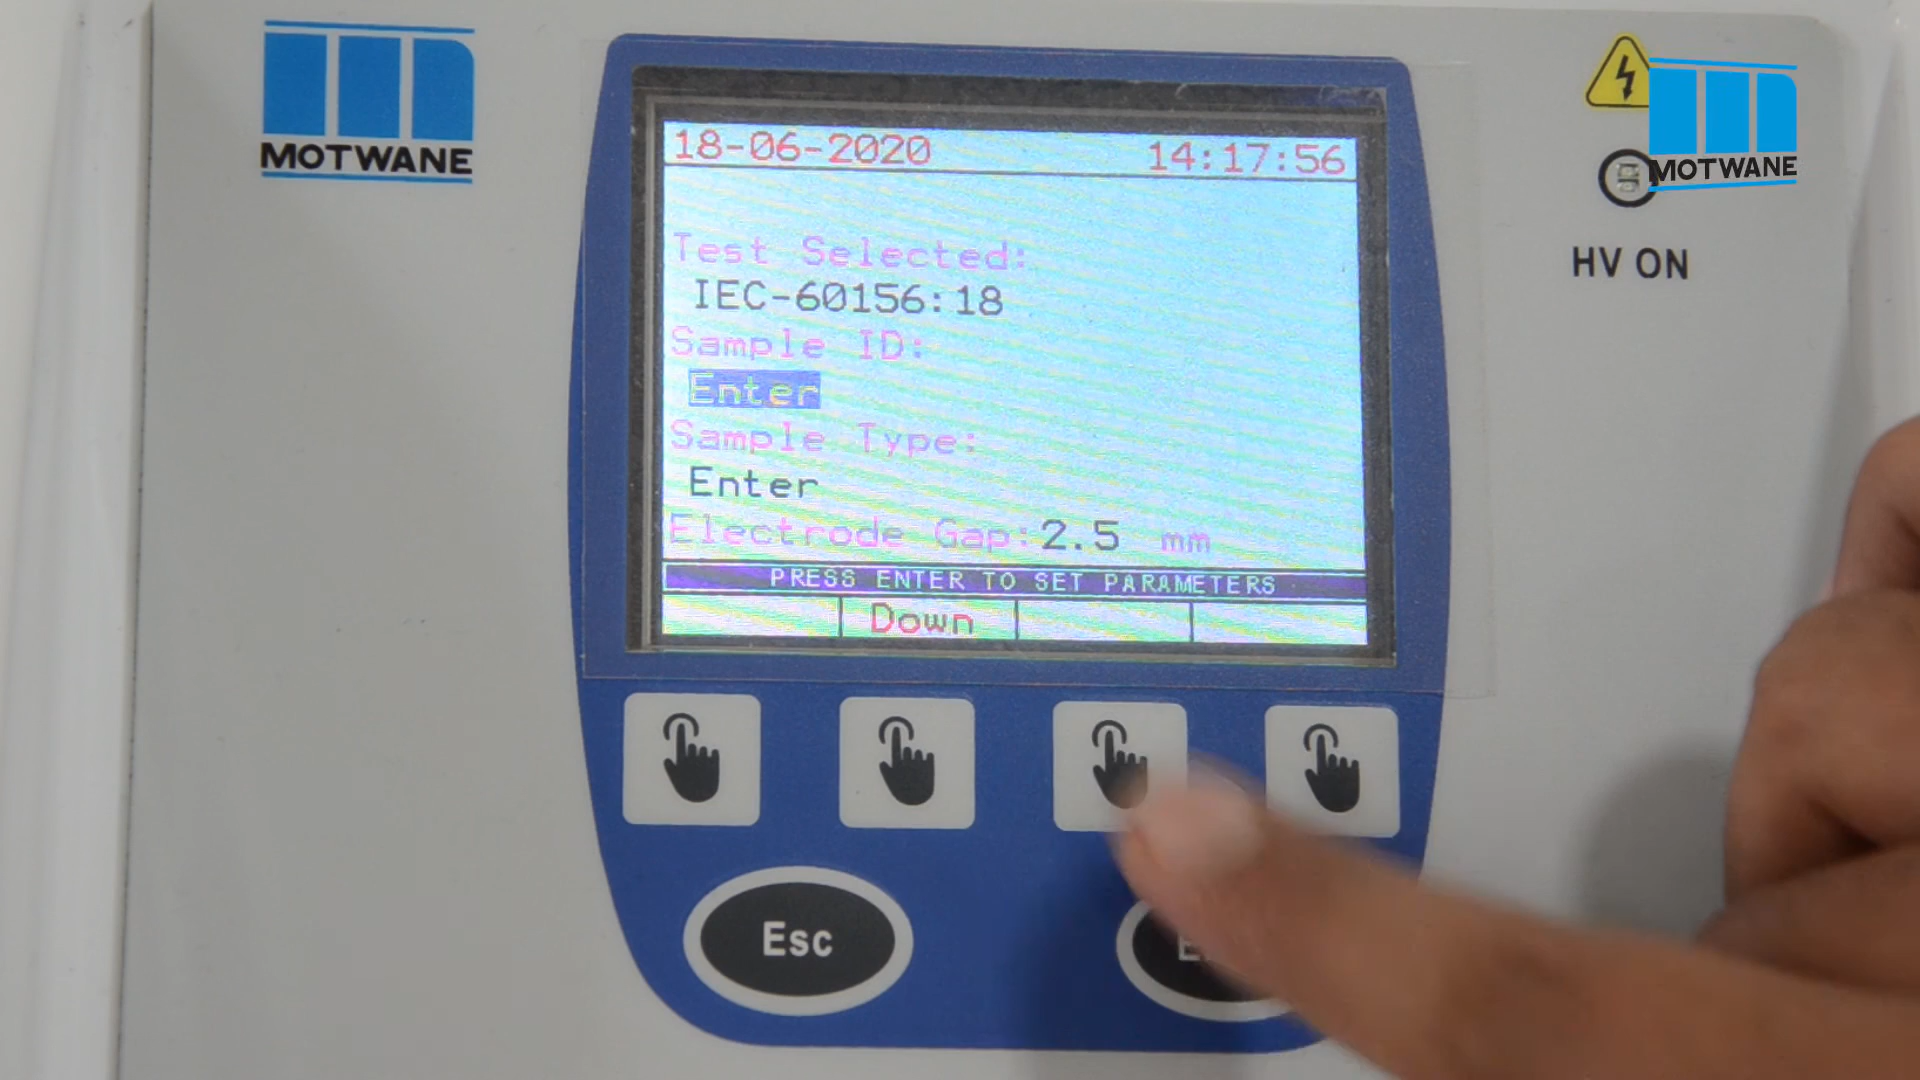 MOTWANE
18-06-2020 14:17:56
MOTWANE
HV ON
Test Selected:
IEC-60156:18
Sample ID:
Enter
Sample Type:
Enter
Electrode Gap:2.5 mm
PRESS ENTER TO SET PARAMETERS
Down
Esc